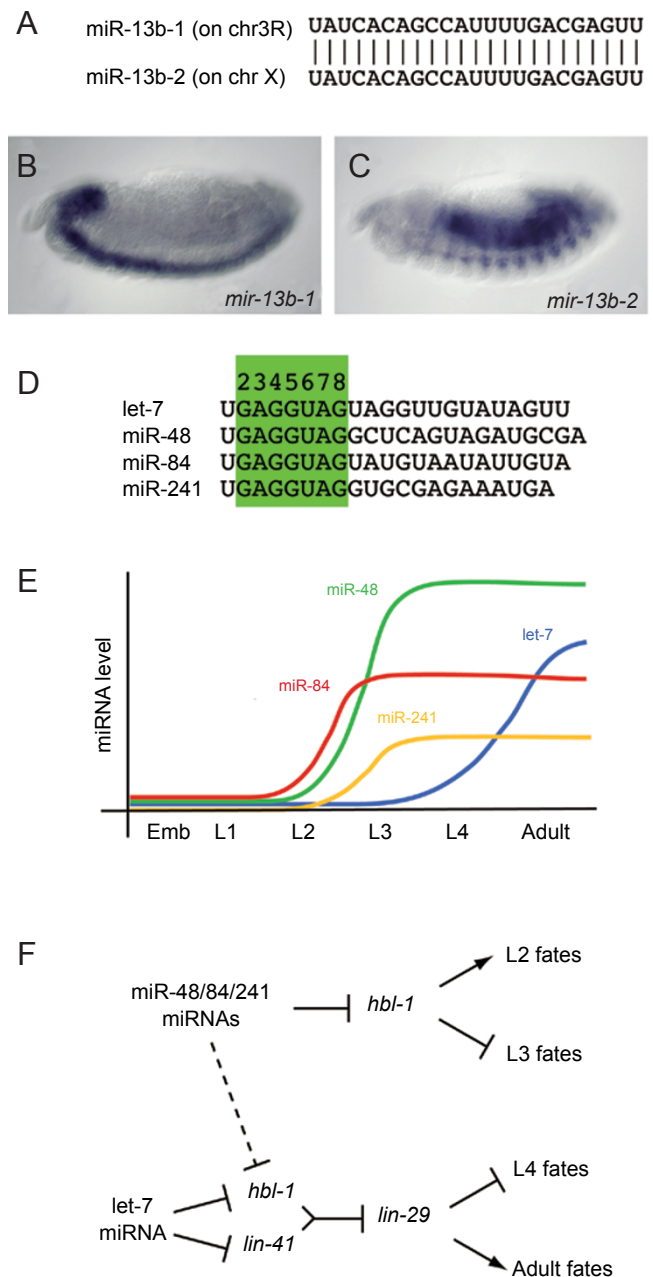 A
miR-13b-1 (on chr3R) UAUCACAGCCAUUUUGACGAGUU
miR-13b-2 (on chr X) UAUCACAGCCAUUUUGACGAGUU
B
mir-13b-1
C
mir-13b-2
D
2345678
let-7 UGAGGUAGUAGGUUGUAUAGUU
miR-48 UGAGGUAGGCUCAGUAGAUGCGA
miR-84 UGAGGUAGUAUGUAAUAUUGUA
miR-241 UGAGGUAGGUGCGAGAAAUGA
E
miRNA level
miR-48
let-7
miR-84
miR-241
Emb L1 L2 L3 L4 Adult
F
miR-48/84/241
miRNAs
hbl-1
L2 fates
L3 fates
let-7
miRNA
hbl-1
lin-41
lin-29
L4 fates
Adult fates